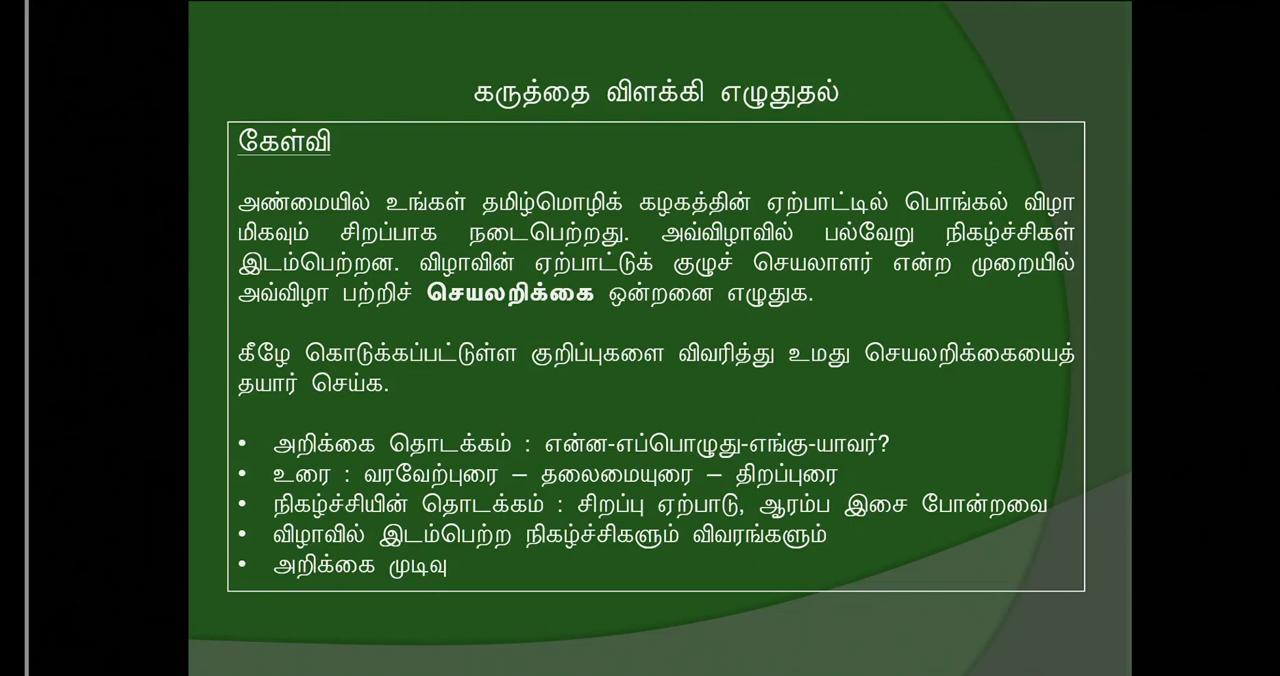 கருத்தை விளக்கி எழுதுதல்
கேள்வி
அண்மையில் உங்கள் தமிழ்மொழிக் கழகத்தின் ஏற்பாட்டில் பொங்கல் விழா
மிகவும் சிறப்பாக நடைபெற்றது. அவ்விழாவில் பல்வேறு நிகழ்ச்சிகள்
இடம்பெற்றன. விழாவின் ஏற்பாட்டுக் குழுச் செயலாளர் என்ற முறையில்
அவ்விழா பற்றிச் செயலறிக்கை ஒன்றனை எழுதுக.
கீழே கொடுக்கப்பட்டுள்ள குறிப்புகளை விவரித்து உமது செயலறிக்கையைத்
தயார் செய்க.
• அறிக்கை தொடக்கம் : என்ன-எப்பொழுது-எங்கு-யாவர்?
• உரை : வரவேற்புரை – தலைமையுரை – திறப்புரை
• நிகழ்ச்சியின் தொடக்கம் : சிறப்பு ஏற்பாடு, ஆரம்ப இசை போன்றவை
• விழாவில் இடம்பெற்ற நிகழ்ச்சிகளும் விவரங்களும்
• அறிக்கை முடிவு